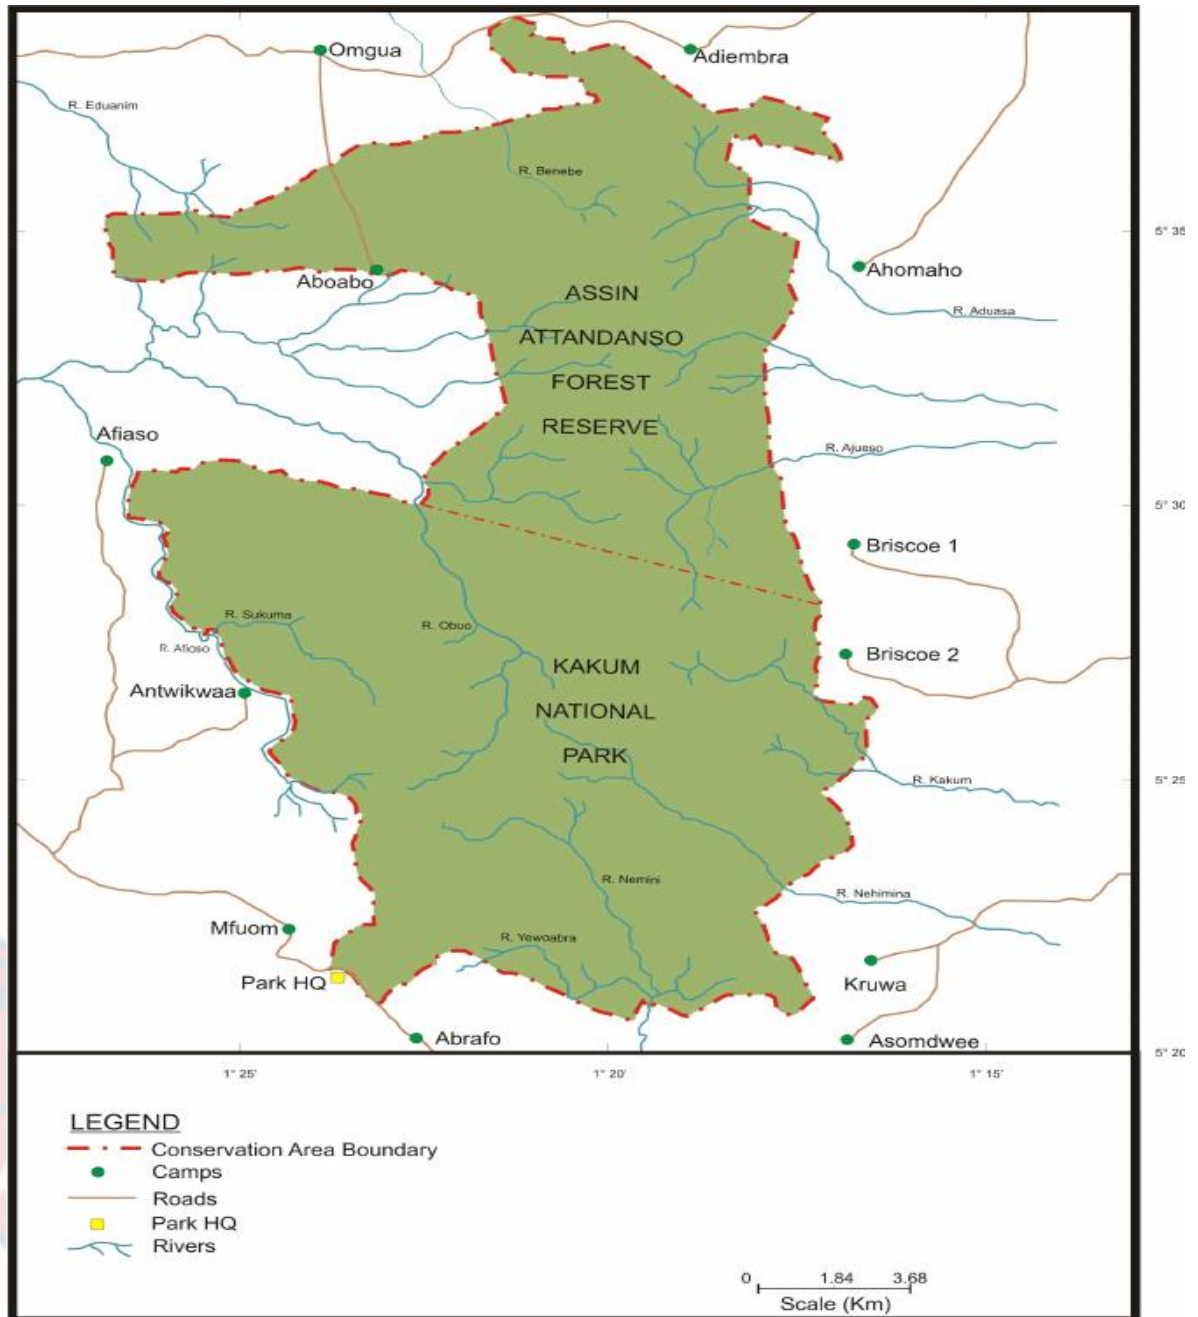 Omgua
Adiembra
R. Eduanim
R. Benebe
5° 35
Ahomaho
Aboabo
ASSIN
R. Aduasa
ATTANDANSO
FOREST
RESERVE
Afiaso
R. Ajueso
5° 30
Briscoe 1
R. Sukuma
R. Obuo
R. Afioso
Briscoe 2
KAKUM
Antwikwaa
NATIONAL
PARK
5° 25
R. Kakum
R. Nemini
R. Nehimina
Mfuom
R. Yewoabra
Park HQ
Kruwa
Abrafo
Asomdwee
5° 20
1° 25'
1° 20'
1° 15'
LEGEND
Conservation Area Boundary
Camps
Roads
Park HQ
Rivers
0 1.84 3.68
Scale (Km)